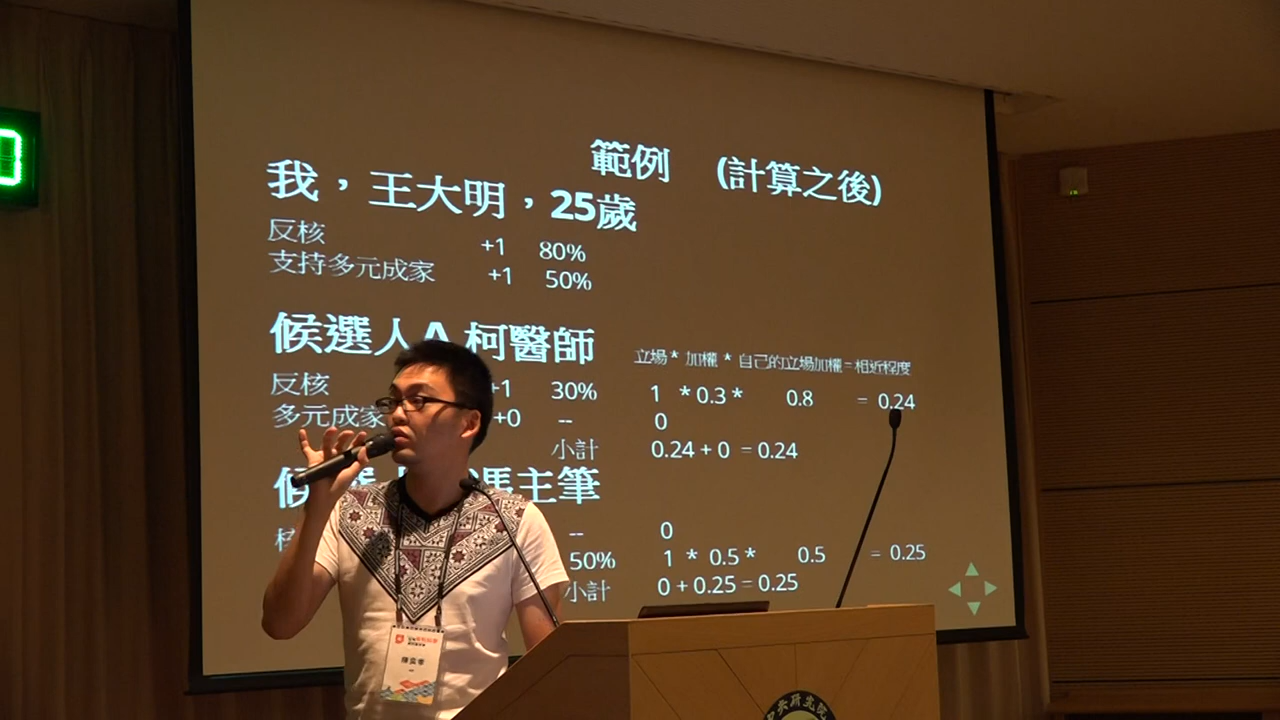 範例 (計算之後)
我，王大明，25歲
反核 +1 80%
支持多元成家 +1 50%
候選人A 柯醫師
立場* 加權 * 自己的立場加權=相近程度
反核 +1 30% 1 *0.3* 0.8 = 0.24
多元成家 +0 -- 0
小計 0.24 + 0 = 0.24
候選 馮主筆
核 -- 0
50% 1 * 0.5 * 0.5 = 0.25
小計 0 + 0.25 = 0.25